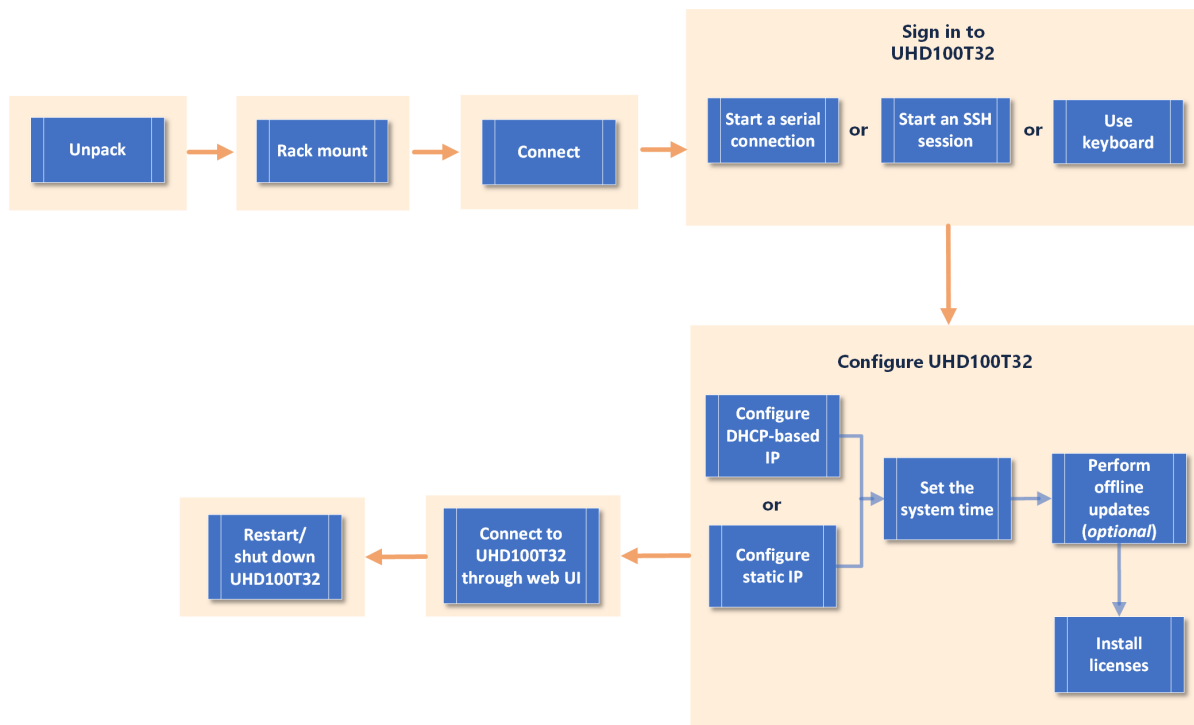 Sign in to
UHD100T32
Unpack
Rack mount
Connect
Start a serial
connection
or
Start an SSH
session
or
Use
keyboard
Configure UHD100T32
Configure
DHCP-based
IP
or
Configure
static IP
Set the
system time
Perform
offline
updates
(optional)
Install
licenses
Connect to
UHD100T32
through web UI
Restart/
shut down
UHD100T32